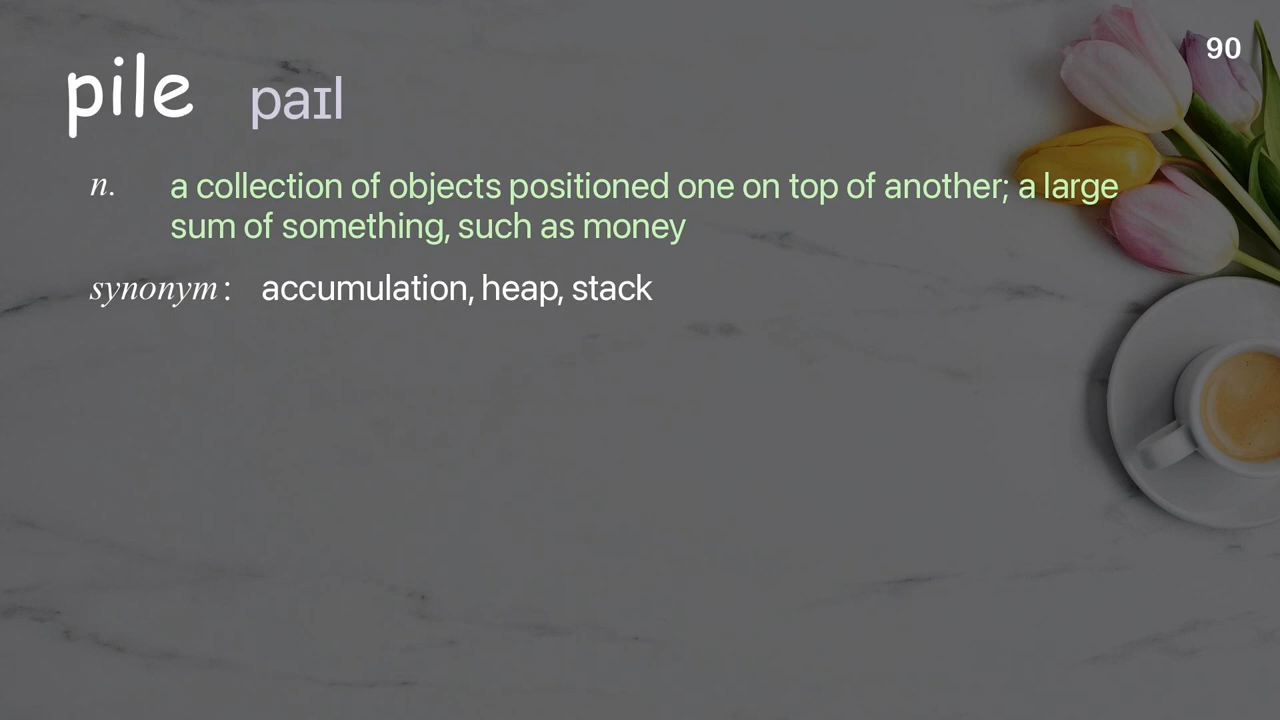 90
pile paɪl
n. a collection of objects positioned one on top of another; a large
sum of something, such as money
synonym: accumulation, heap, stack